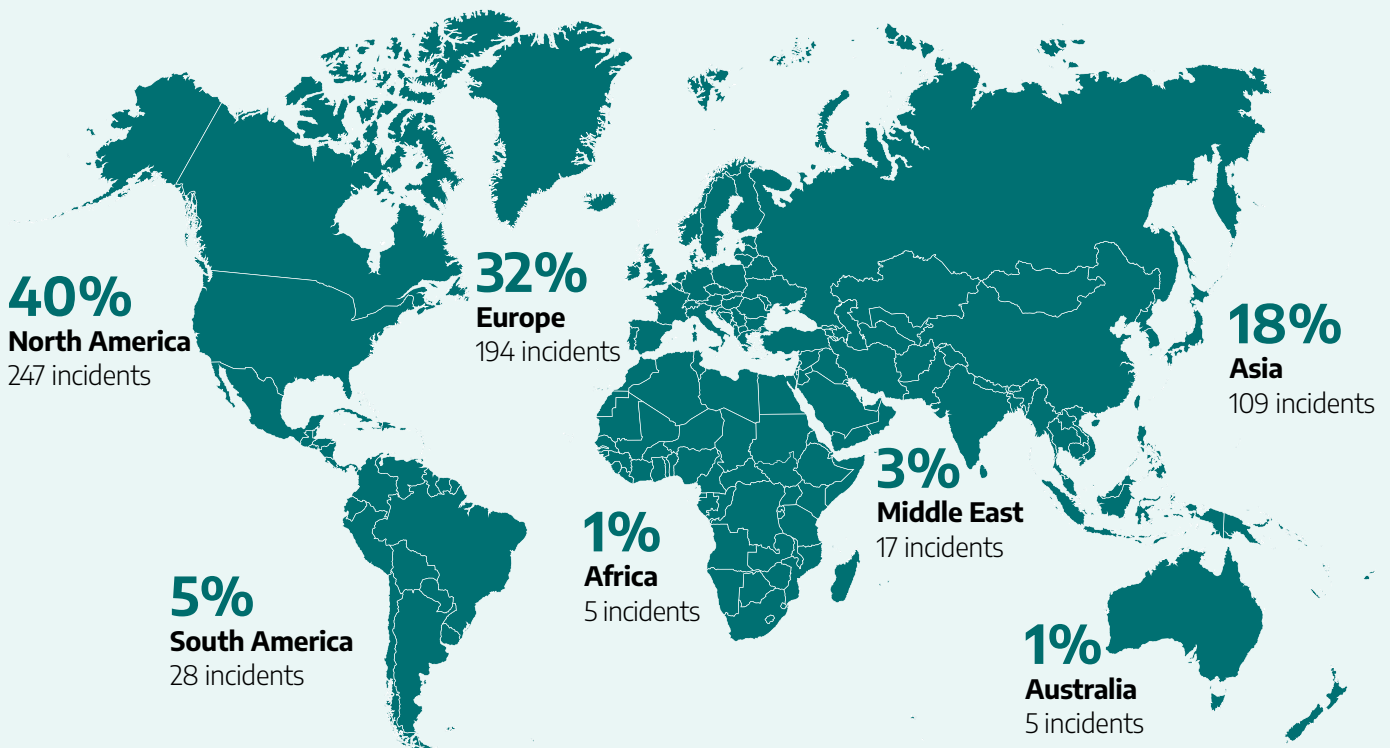 40%
North America
247 incidents
32%
Europe
194 incidents
18%
Asia
109 incidents
3%
Middle East
17 incidents
1%
Africa
5 incidents
5%
South America
28 incidents
1%
Australia
5 incidents